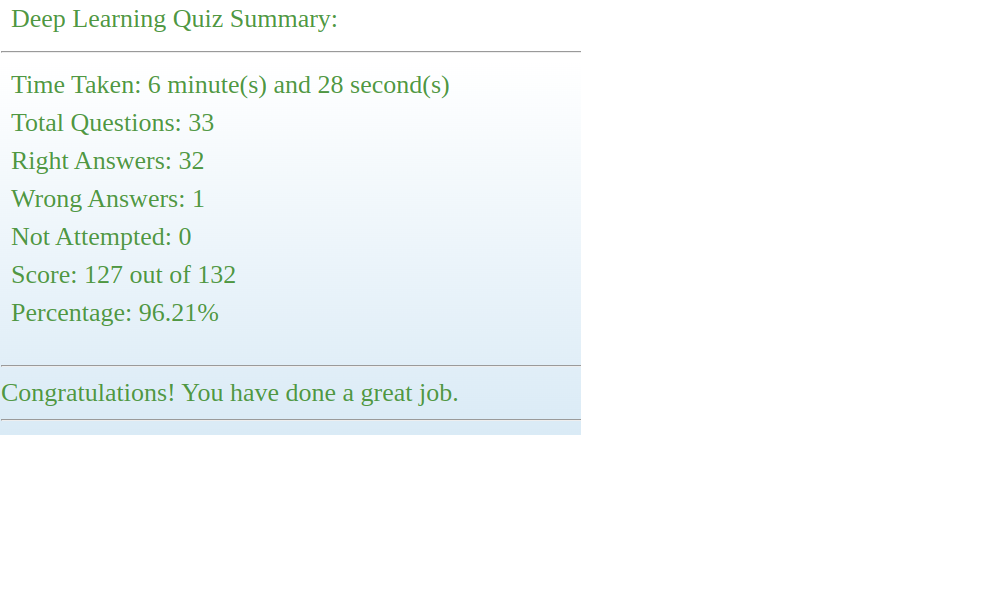 Deep Learning Quiz Summary:
Time Taken: 6 minute(s) and 28 second(s)
Total Questions: 33
Right Answers: 32
Wrong Answers: 1
Not Attempted: 0
Score: 127 out of 132
Percentage: 96.21%
Congratulations! You have done a great job.